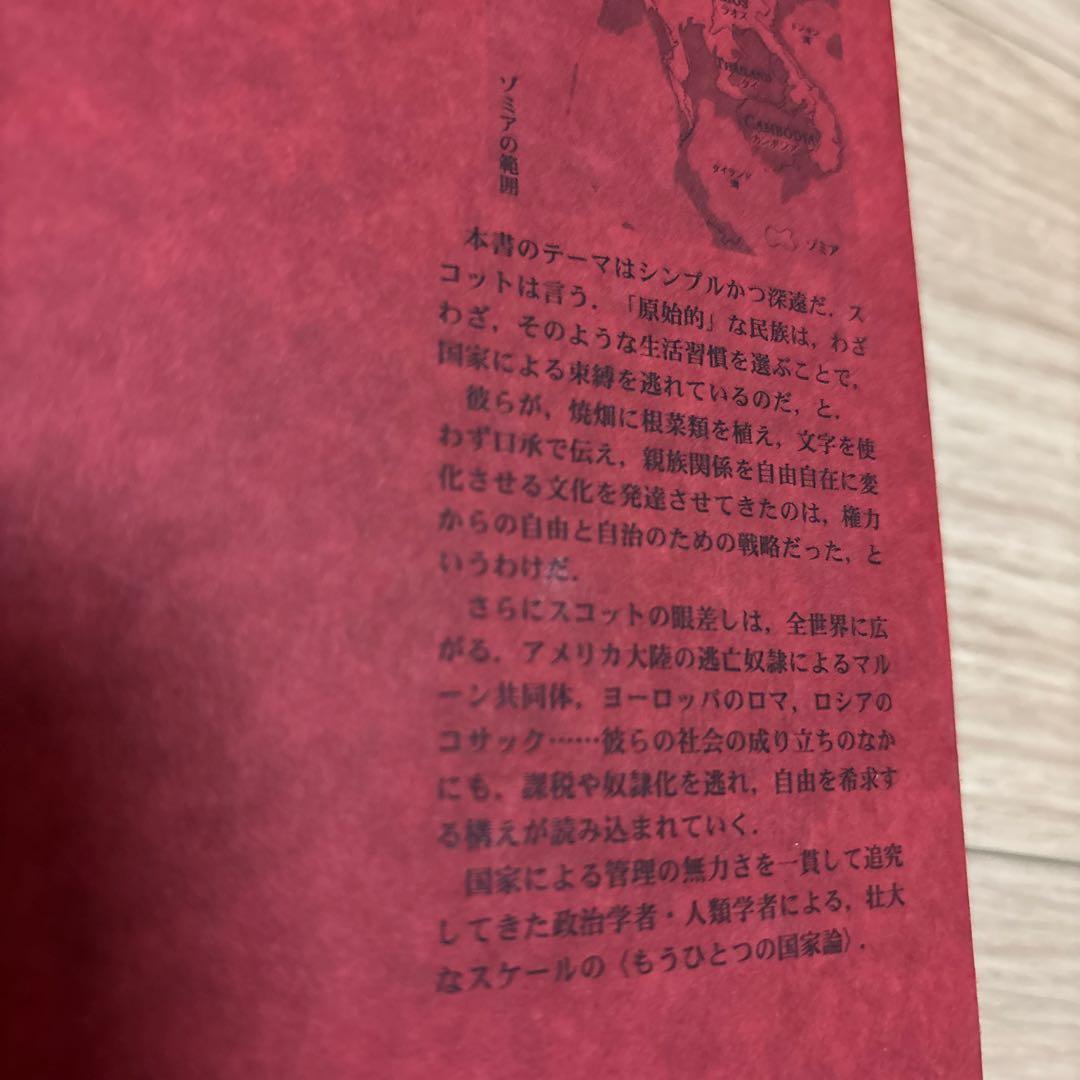 ラオス
THAILAND
タイ
CAMBODIA
カンボジア
タイランド
湾
ゾミア
ゾミアの範囲
本書のテーマはシンプルかつ深遠だ．ス
コットは言う．「原始的」な民族は，わざ
わざ，そのような生活習慣を選ぶことで，
国家による束縛を逃れているのだ，と．
彼らが，焼畑に根菜類を植え，文字を使
わず口承で伝え，親族関係を自由自在に変
化させる文化を発達させてきたのは，権力
からの自由と自治のための戦略だった，と
いうわけだ．
さらにスコットの眼差しは，全世界に広
がる．アメリカ大陸の逃亡奴隷によるマル
ーン共同体，ヨーロッパのロマ，ロシアの
コサック……彼らの社会の成り立ちのなか
にも，課税や奴隷化を逃れ，自由を希求す
る構えが読み込まれていく．
国家による管理の無力さを一貫して追究
してきた政治学者・人類学者による，壮大
なスケールの〈もうひとつの国家論〉．